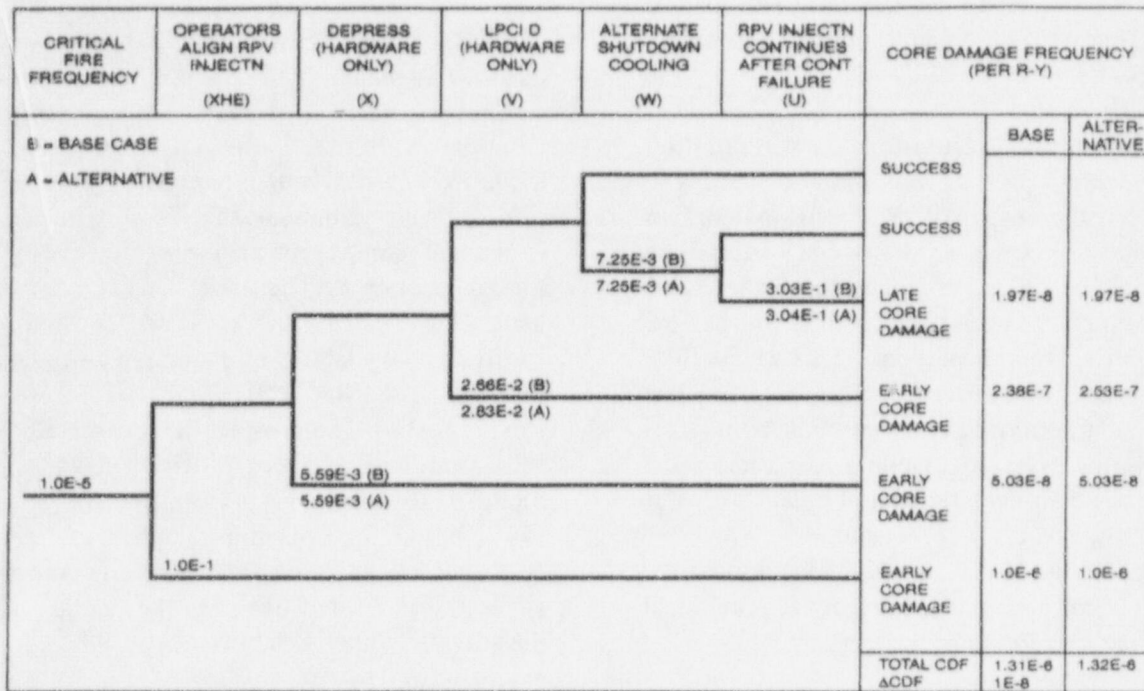 CRITICAL
FIRE
FREQUENCY
OPERATORS
ALIGN RPV
INJECTN
(XHE)
DEPRESS
(HARDWARE
ONLY)
(X)
LPCI D
(HARDWARE
ONLY)
(V)
ALTERNATE
SHUTDOWN
COOLING
(W)
RPV INJECTN
CONTINUES
AFTER CONT
FAILURE
(U)
CORE DAMAGE FREQUENCY
(PER R-Y)
B = BASE CASE
A = ALTERNATIVE
BASE
ALTER-
NATIVE
SUCCESS
SUCCESS
7.25E-3 (B)
7.25E-3 (A)
3.03E-1 (B)
3.04E-1 (A)
LATE
CORE
DAMAGE
1.97E-8
1.97E-8
2.66E-2 (B)
2.83E-2 (A)
EARLY
CORE
DAMAGE
2.38E-7
2.53E-7
5.59E-3 (B)
5.59E-3 (A)
EARLY
CORE
DAMAGE
5.03E-8
5.03E-8
1.0E-5
1.0E-1
EARLY
CORE
DAMAGE
1.0E-6
1.0E-6
TOTAL CDF 1.31E-6 1.32E-6
ΔCDF 1E-8